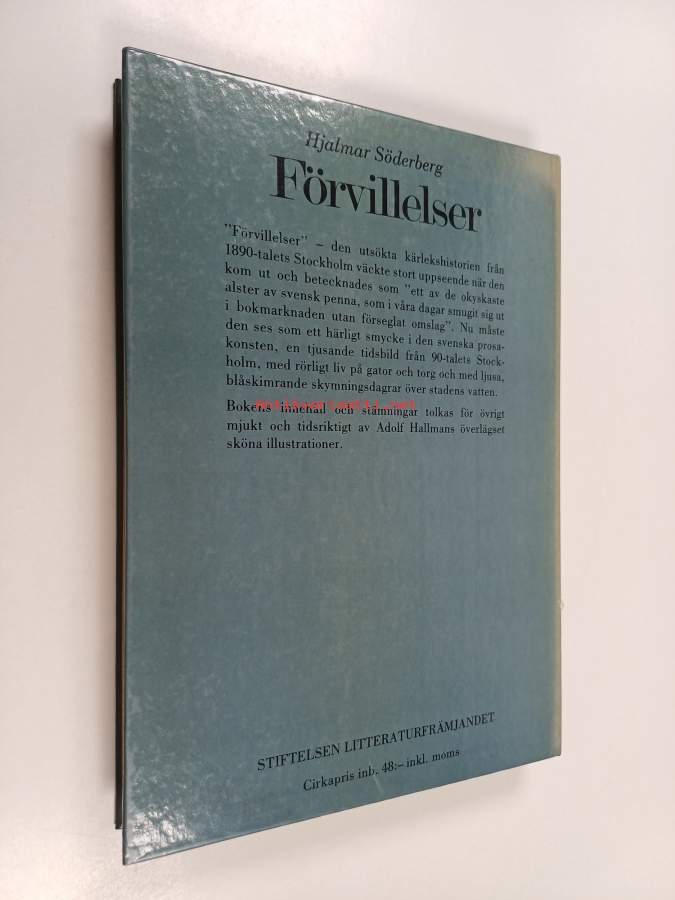 Hjalmar Söderberg
Förvillelser
"Förvillelser" – den utsökta kärlekshistorien från
1890-talets Stockholm väckte stort uppseende när den
kom ut och betecknades som "ett av de okyskaste
alster av svensk penna, som i våra dagar smugit sig ut
i bokmarknaden utan förseglat omslag". Nu måste
den ses som ett härligt smycke i den svenska prosa-
konsten, en tjusande tidsbild från 90-talets Stock-
holm, med rörligt liv på gator och torg och med ljusa,
blåskimrande skymningsdagrar över stadens vatten.
Bokens innehåll och stämningar tolkas för övrigt
mjukt och tidsriktigt av Adolf Hallmans överlägset
sköna illustrationer.
STIFTELSEN LITTERATURFRÄMJANDET
Cirkapris inb. 48:– inkl. moms